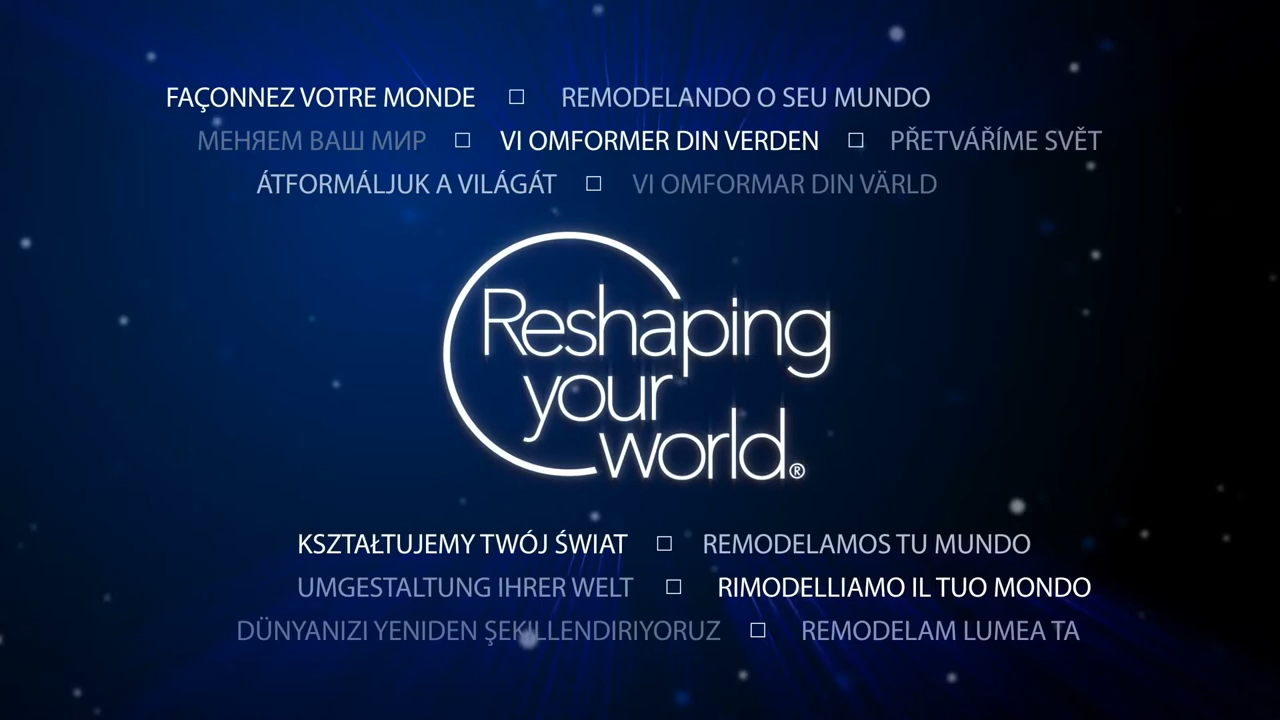 FAÇONNEZ VOTRE MONDE □ REMODELANDO O SEU MUNDO
МЕНЯЕМ ВАШ МИР □ VI OMFORMER DIN VERDEN □ PŘETVÁŘÍME SVĚT
ÁTFORMÁLJUK A VILÁGÁT □ VI OMFORMAR DIN VÄRLD
Reshaping
your
world®
KSZTAŁTUJEMY TWÓJ ŚWIAT □ REMODELAMOS TU MUNDO
UMGESTALTUNG IHRER WELT □ RIMODELLIAMO IL TUO MONDO
DÜNYANIZI YENIDEN ŞEKILLENDIRIYORUZ □ REMODELAM LUMEA TA